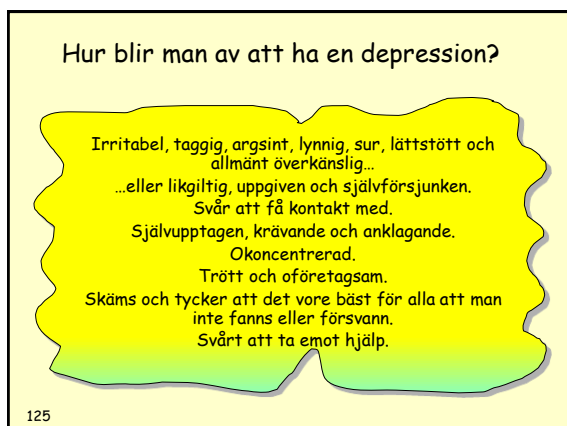 Hur blir man av att ha en depression?
Irritabel, taggig, argsint, lynnig, sur, lättstött och
allmänt överkänslig…
…eller likgiltig, uppgiven och självförsjunken.
Svår att få kontakt med.
Självupptagen, krävande och anklagande.
Okoncentrerad.
Trött och oföretagsam.
Skäms och tycker att det vore bäst för alla att man
inte fanns eller försvann.
Svårt att ta emot hjälp.
125